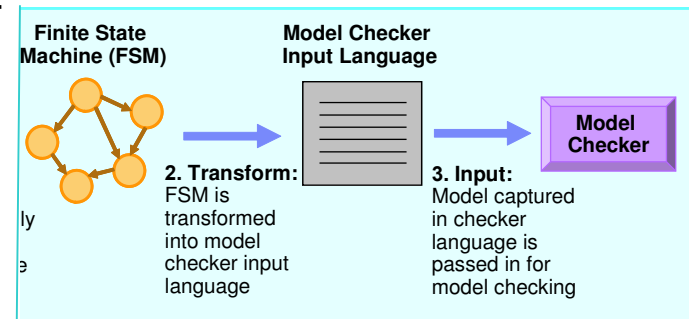 Finite State
Machine (FSM)
Model Checker
Input Language
Model
Checker
2. Transform:
FSM is
transformed
into model
checker input
language
3. Input:
Model captured
in checker
language is
passed in for
model checking
ly